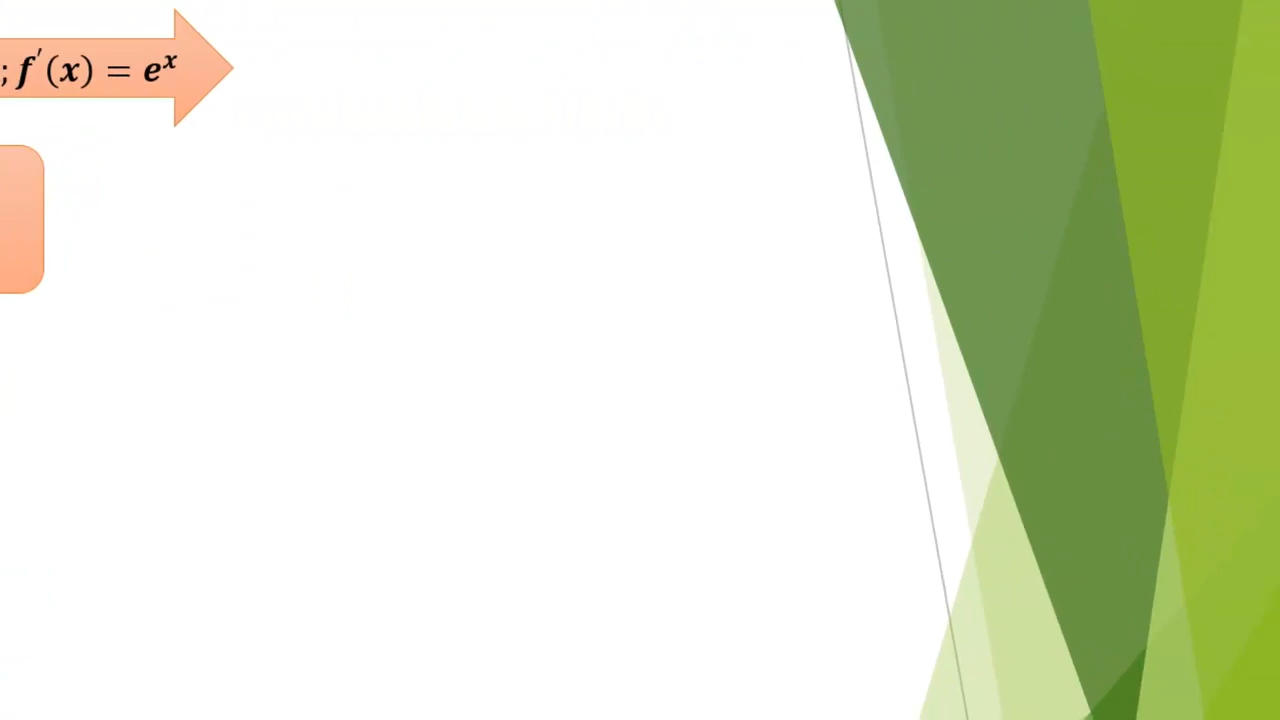 ; f′(x) = eˣ